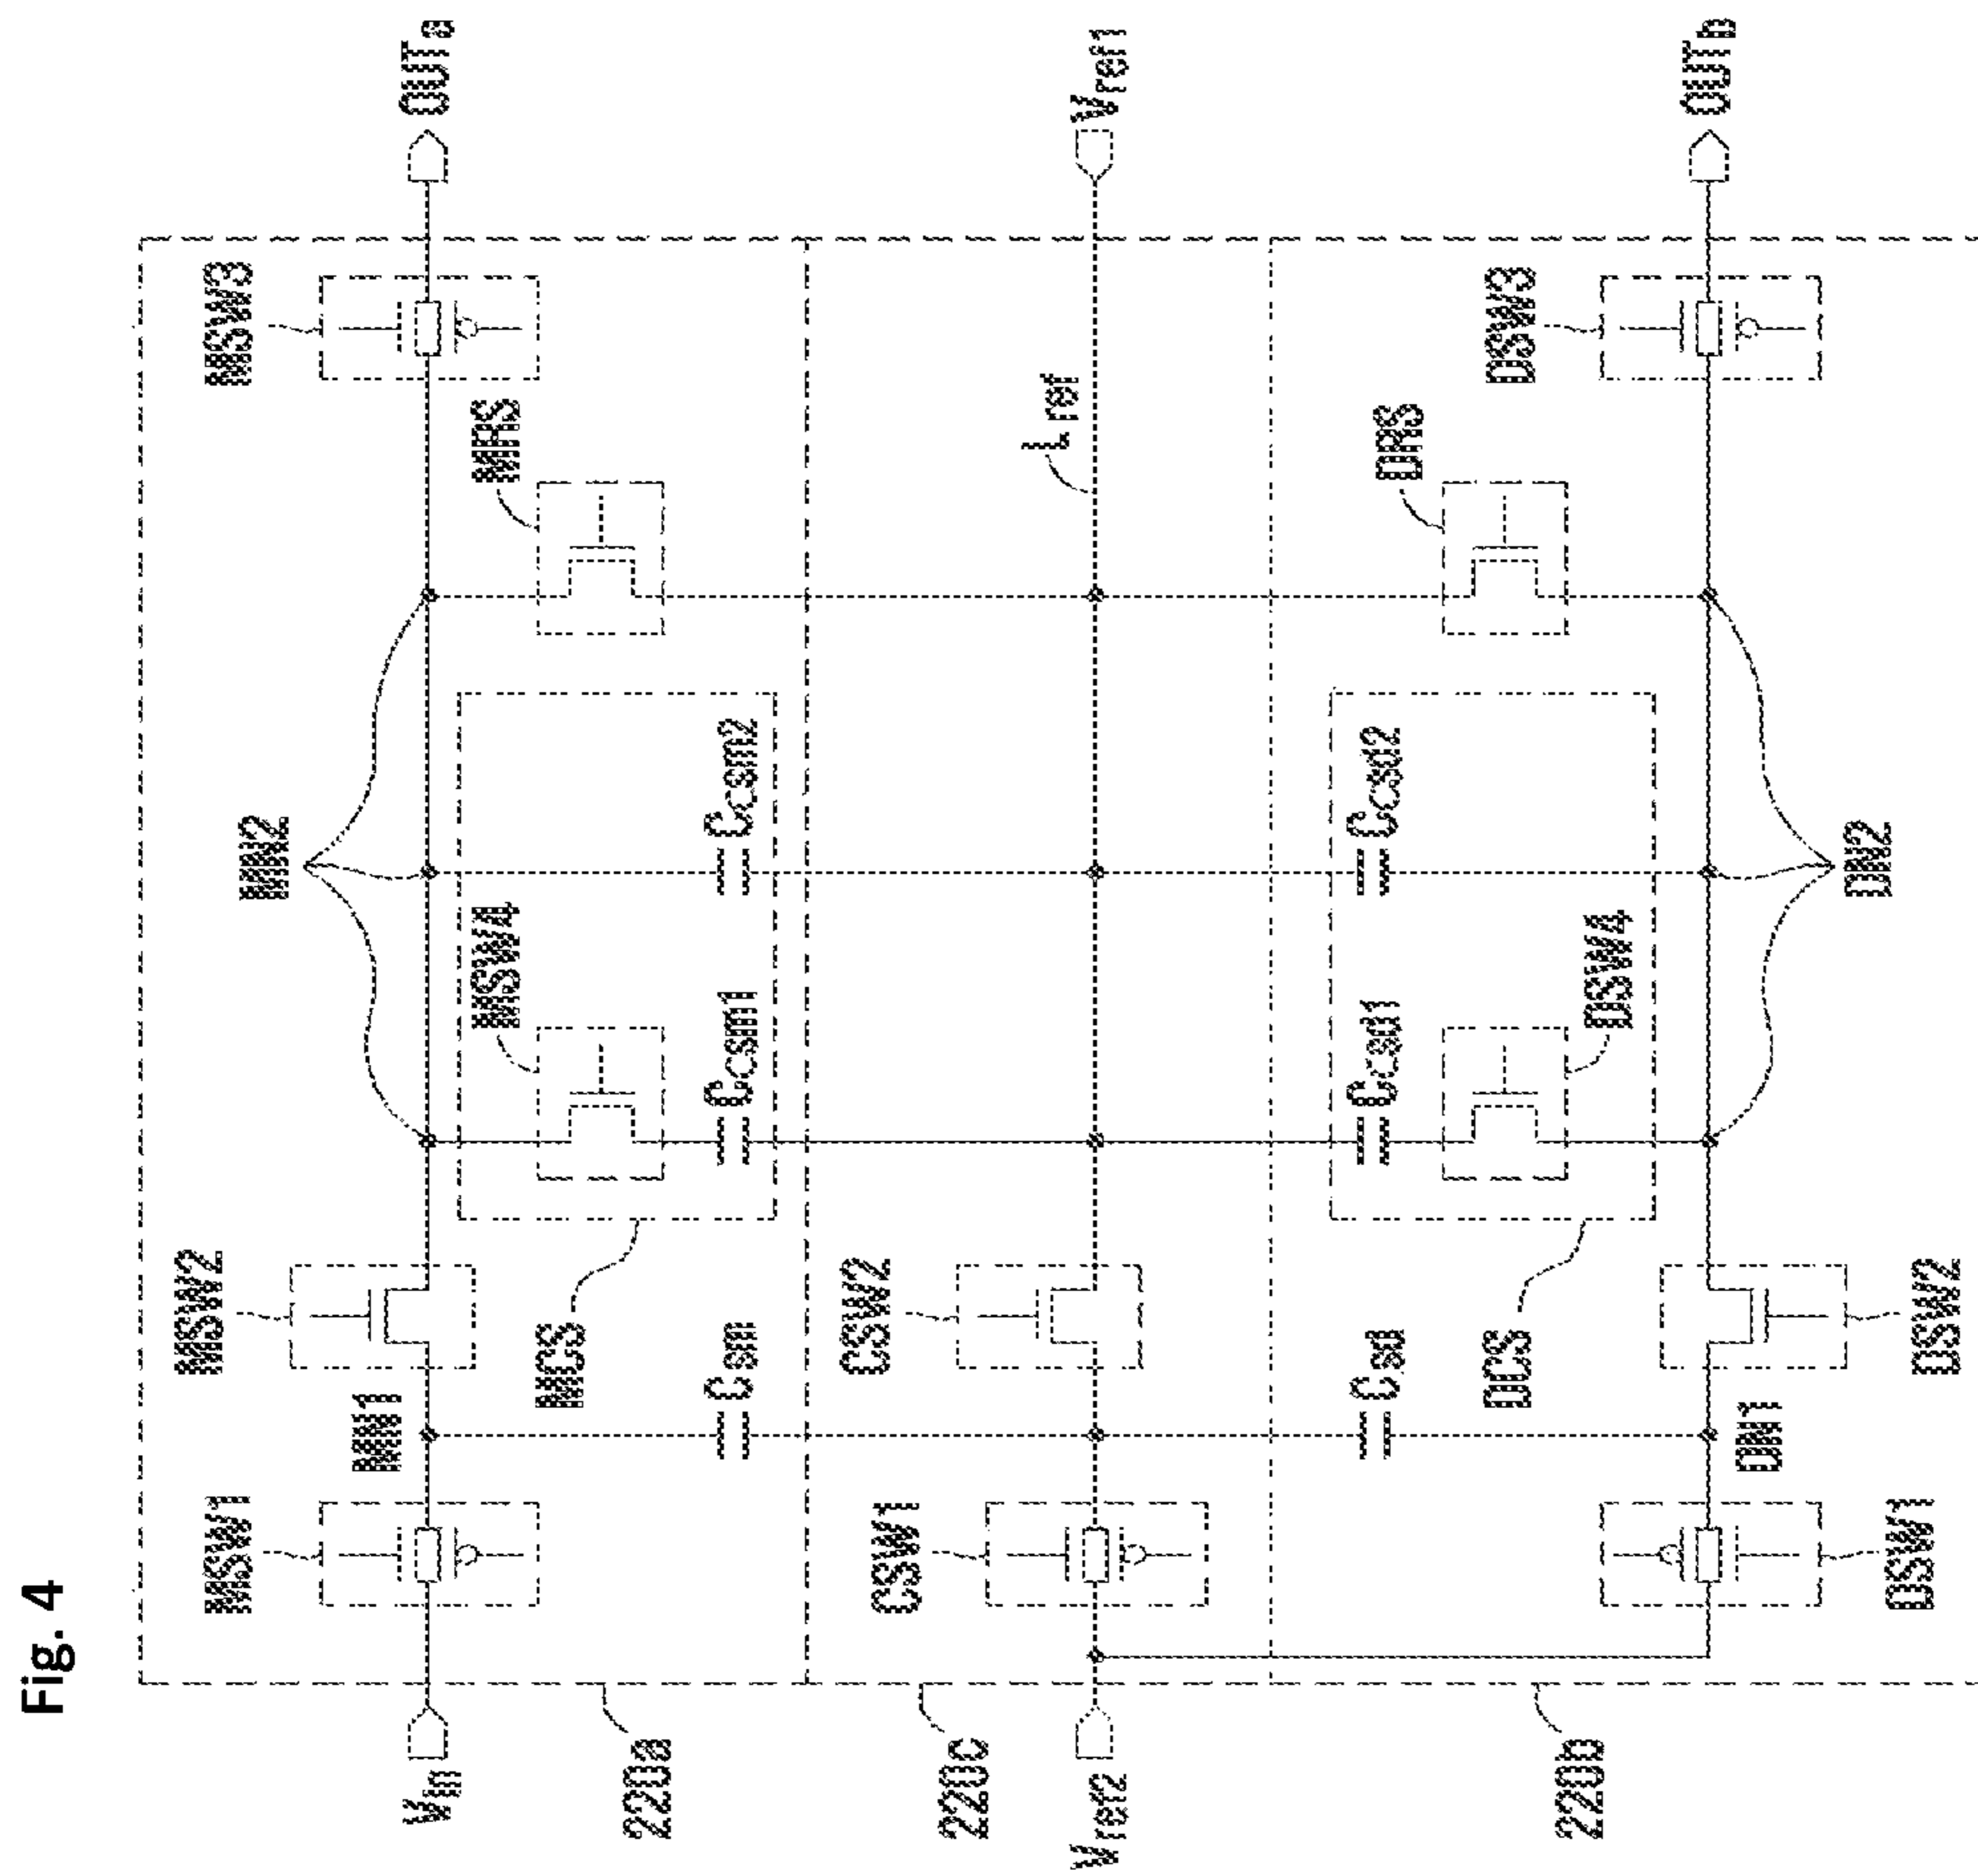 Fig. 4
MSW1
MSW2
MN2
MSW3
Vin
MN1
OUTa
MSW4
MRS
MCS
Csm
Ccsm1
Ccsm2
220a
CSW1
CSW2
Lref
Vref2
Vref1
220c
Csd
Ccsd1
Ccsd2
DRS
DCS
DSW3
DSW4
220b
DN1
OUTb
DSW1
DSW2
DN2